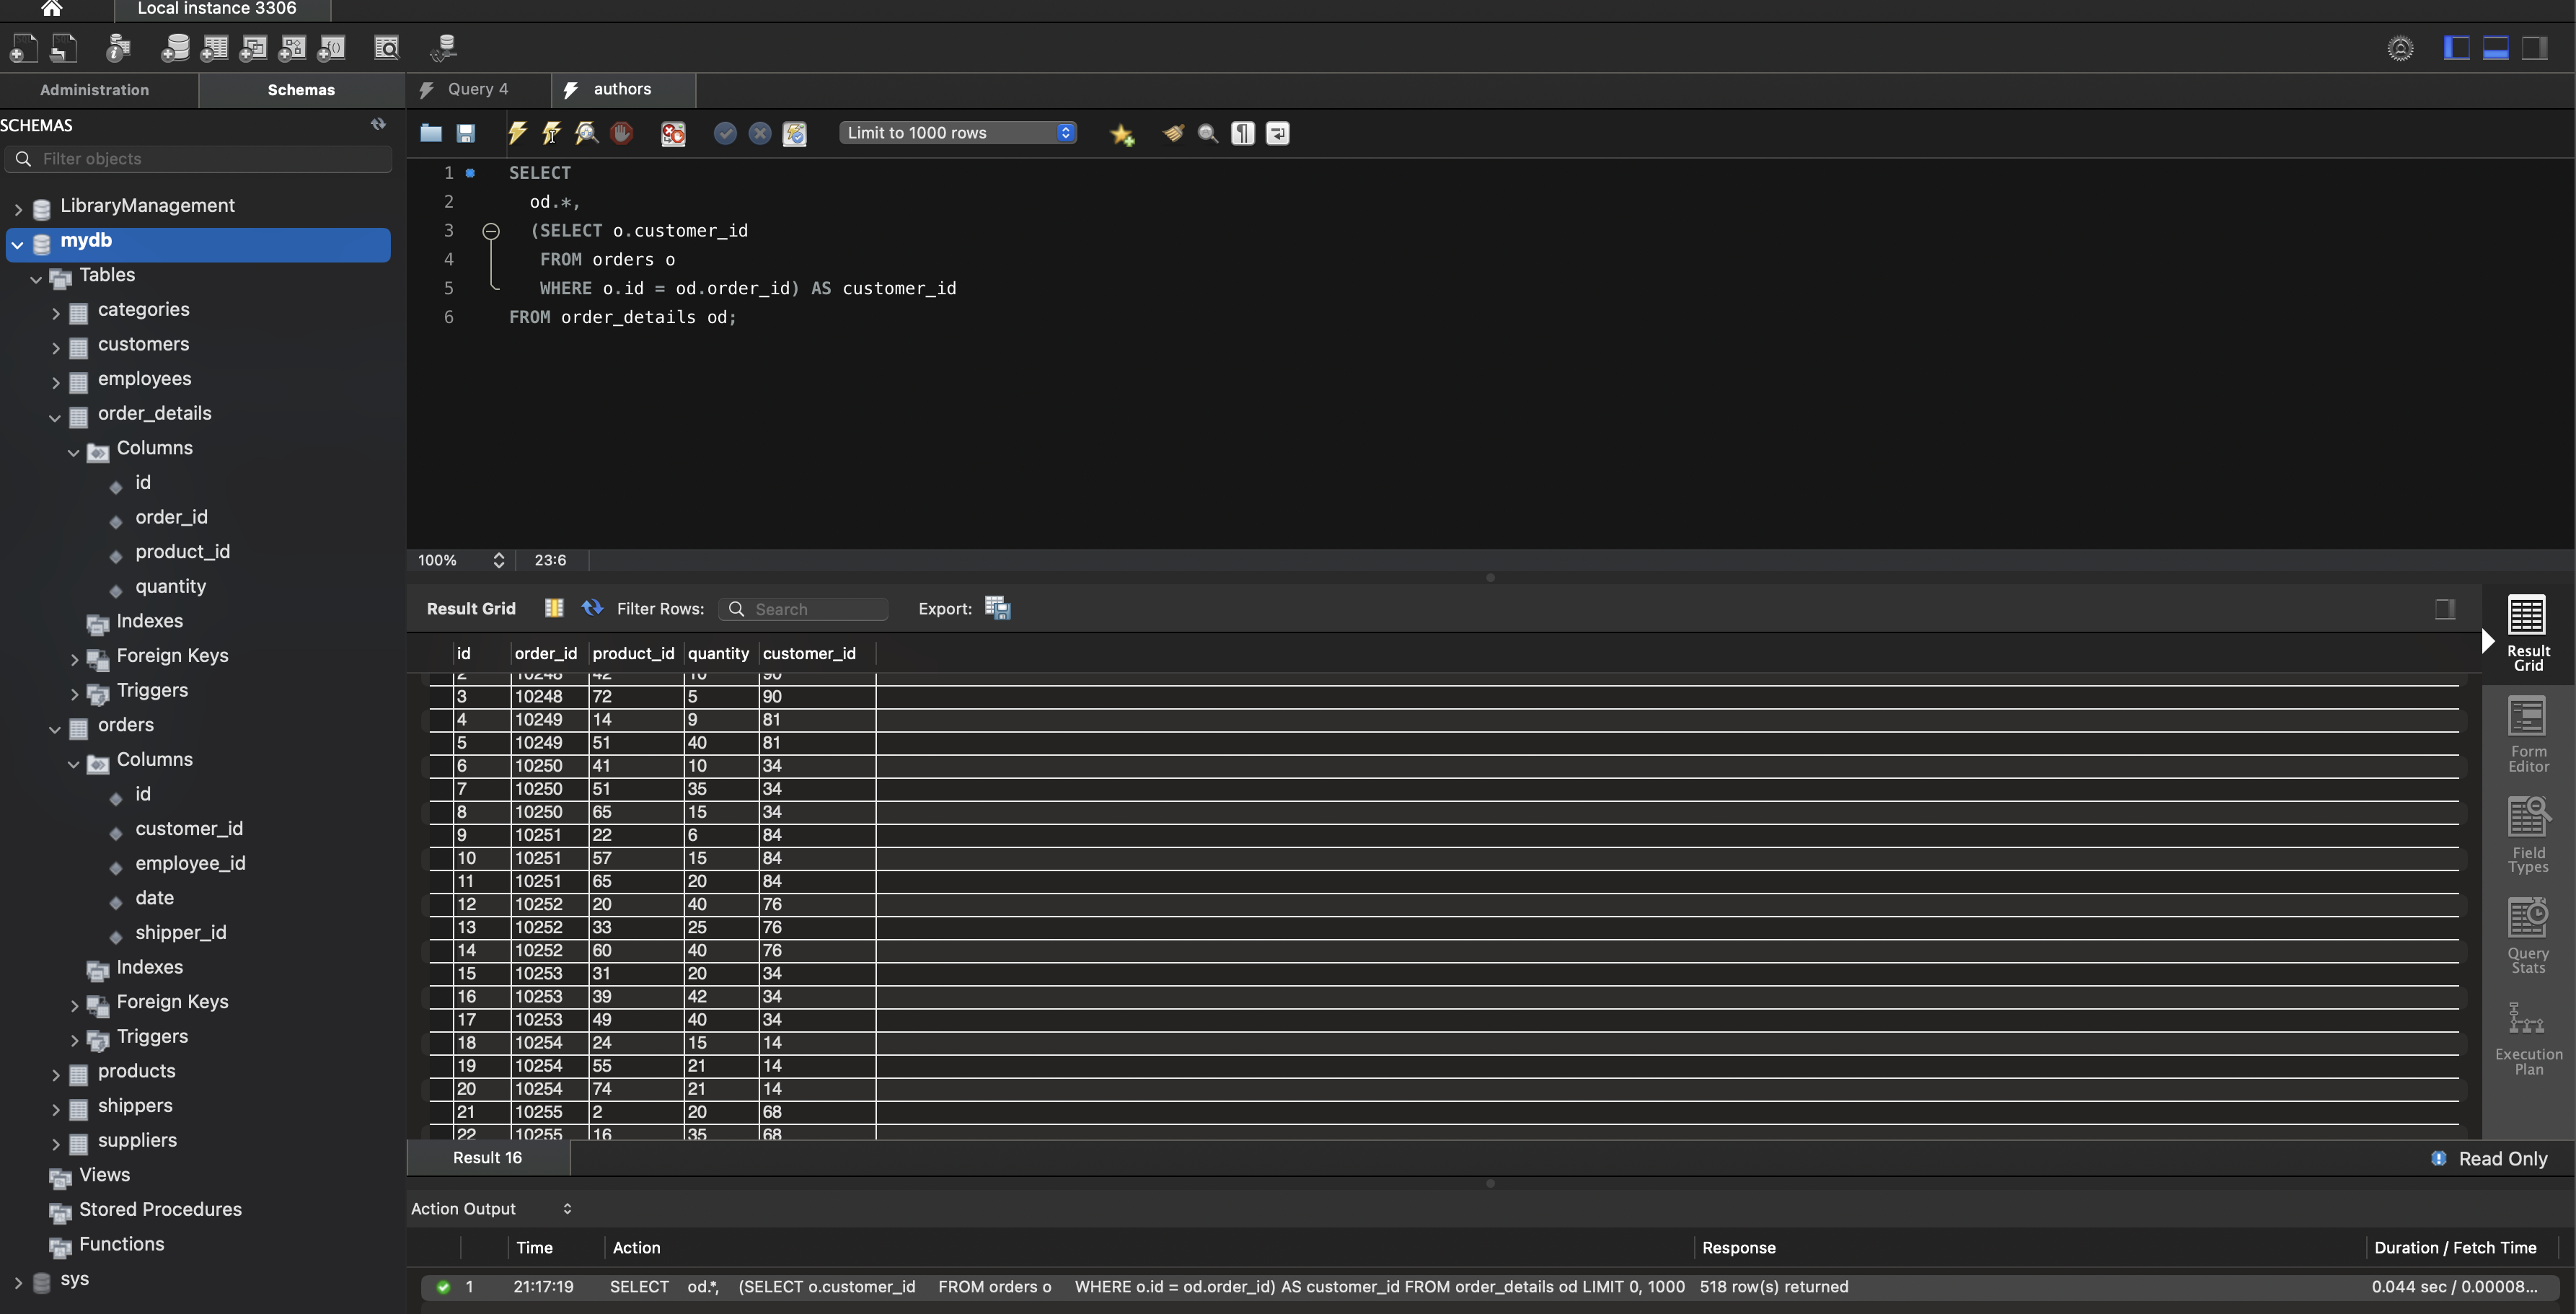 Local instance 3306
Administration
Schemas
Query 4
authors
SCHEMAS
Filter objects
Limit to 1000 rows
LibraryManagement
mydb
Tables
categories
customers
employees
order_details
Columns
id
order_id
product_id
quantity
Indexes
Foreign Keys
Triggers
orders
Columns
id
customer_id
employee_id
date
shipper_id
Indexes
Foreign Keys
Triggers
products
shippers
suppliers
Views
Stored Procedures
Functions
sys
1 SELECT
2 od.*,
3 (SELECT o.customer_id
4 FROM orders o
5 WHERE o.id = od.order_id) AS customer_id
6 FROM order_details od;
100% 23:6
Result Grid Filter Rows: Search Export:
id order_id product_id quantity customer_id
2 10248 42 10 90
3 10248 72 5 90
4 10249 14 9 81
5 10249 51 40 81
6 10250 41 10 34
7 10250 51 35 34
8 10250 65 15 34
9 10251 22 6 84
10 10251 57 15 84
11 10251 65 20 84
12 10252 20 40 76
13 10252 33 25 76
14 10252 60 40 76
15 10253 31 20 34
16 10253 39 42 34
17 10253 49 40 34
18 10254 24 15 14
19 10254 55 21 14
20 10254 74 21 14
21 10255 2 20 68
22 10255 16 35 68
Result
Grid
Form
Editor
Field
Types
Query
Stats
Execution
Plan
Result 16
Read Only
Action Output
Time Action Response Duration / Fetch Time
1 21:17:19 SELECT od.*, (SELECT o.customer_id FROM orders o WHERE o.id = od.order_id) AS customer_id FROM order_details od LIMIT 0, 1000 518 row(s) returned 0.044 sec / 0.00008...